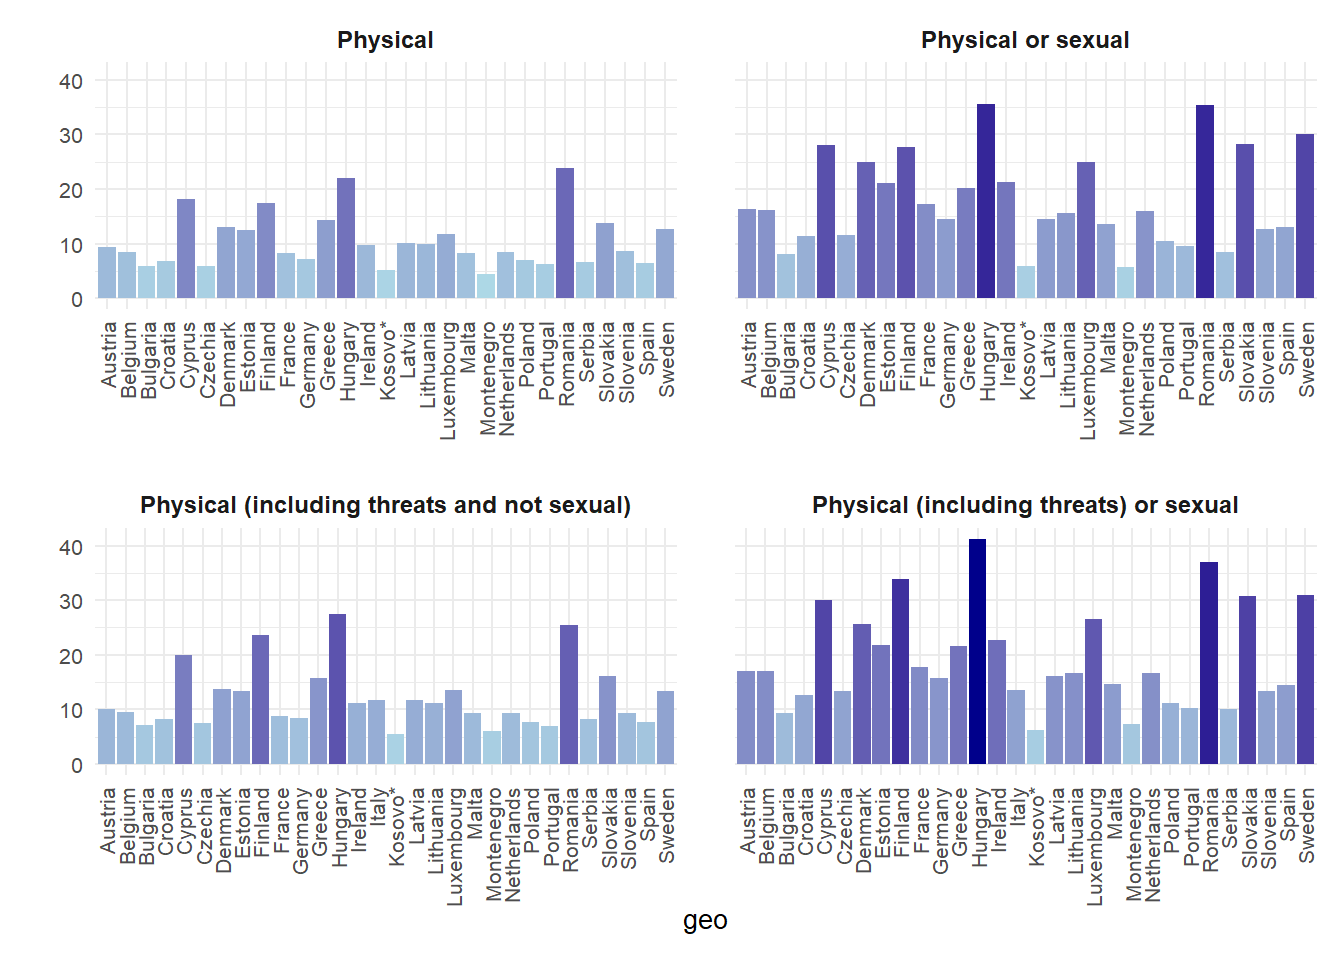 Physical
Physical or sexual
40
30
20
10
0
Austria
Belgium
Bulgaria
Croatia
Cyprus
Czechia
Denmark
Estonia
Finland
France
Germany
Greece
Hungary
Ireland
Kosovo*
Latvia
Lithuania
Luxembourg
Malta
Montenegro
Netherlands
Poland
Portugal
Romania
Serbia
Slovakia
Slovenia
Spain
Sweden
Austria
Belgium
Bulgaria
Croatia
Cyprus
Czechia
Denmark
Estonia
Finland
France
Germany
Greece
Hungary
Ireland
Kosovo*
Latvia
Lithuania
Luxembourg
Malta
Montenegro
Netherlands
Poland
Portugal
Romania
Serbia
Slovakia
Slovenia
Spain
Sweden
Physical (including threats and not sexual)
Physical (including threats) or sexual
40
30
20
10
0
Austria
Belgium
Bulgaria
Croatia
Cyprus
Czechia
Denmark
Estonia
Finland
France
Germany
Greece
Hungary
Ireland
Italy
Kosovo*
Latvia
Lithuania
Luxembourg
Malta
Montenegro
Netherlands
Poland
Portugal
Romania
Serbia
Slovakia
Slovenia
Spain
Sweden
Austria
Belgium
Bulgaria
Croatia
Cyprus
Czechia
Denmark
Estonia
Finland
France
Germany
Greece
Hungary
Ireland
Italy
Kosovo*
Latvia
Lithuania
Luxembourg
Malta
Montenegro
Netherlands
Poland
Portugal
Romania
Serbia
Slovakia
Slovenia
Spain
Sweden
geo